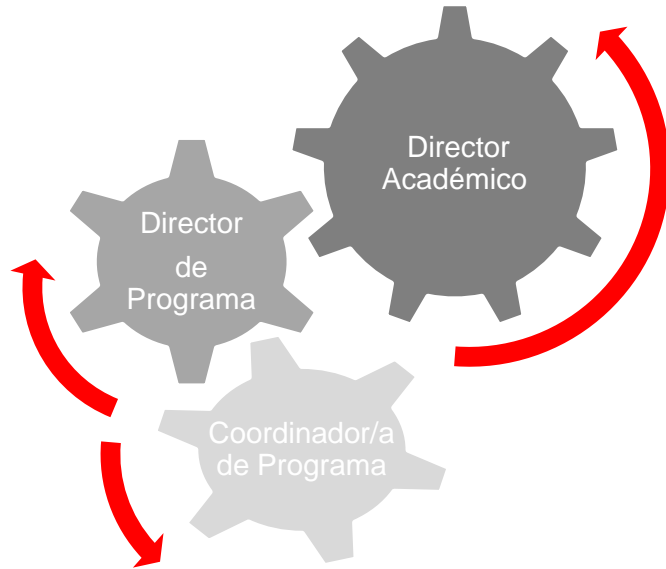 Director
Académico
Director
de
Programa
Coordinador/a
de Programa